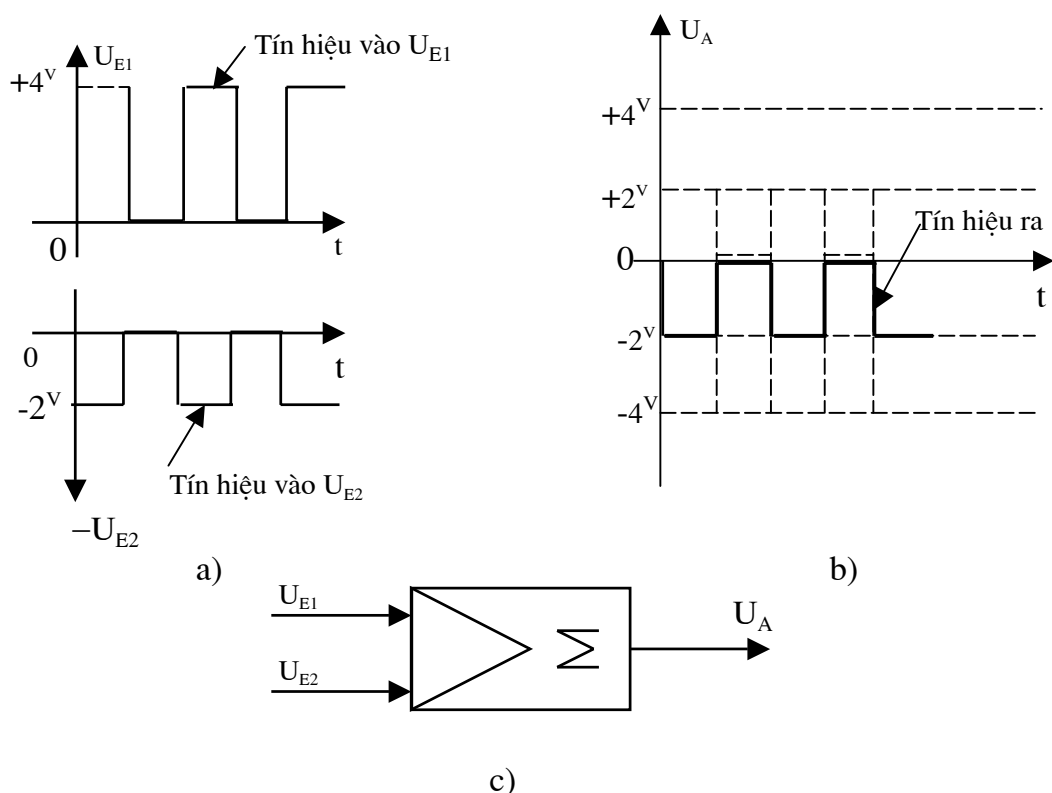 U_E1
Tín hiệu vào U_E1
+4^V
0
t
0
t
-2^V
Tín hiệu vào U_E2
–U_E2
a)
U_A
+4^V
+2^V
Tín hiệu ra
0
t
-2^V
-4^V
b)
U_E1
U_E2
Σ
U_A
c)